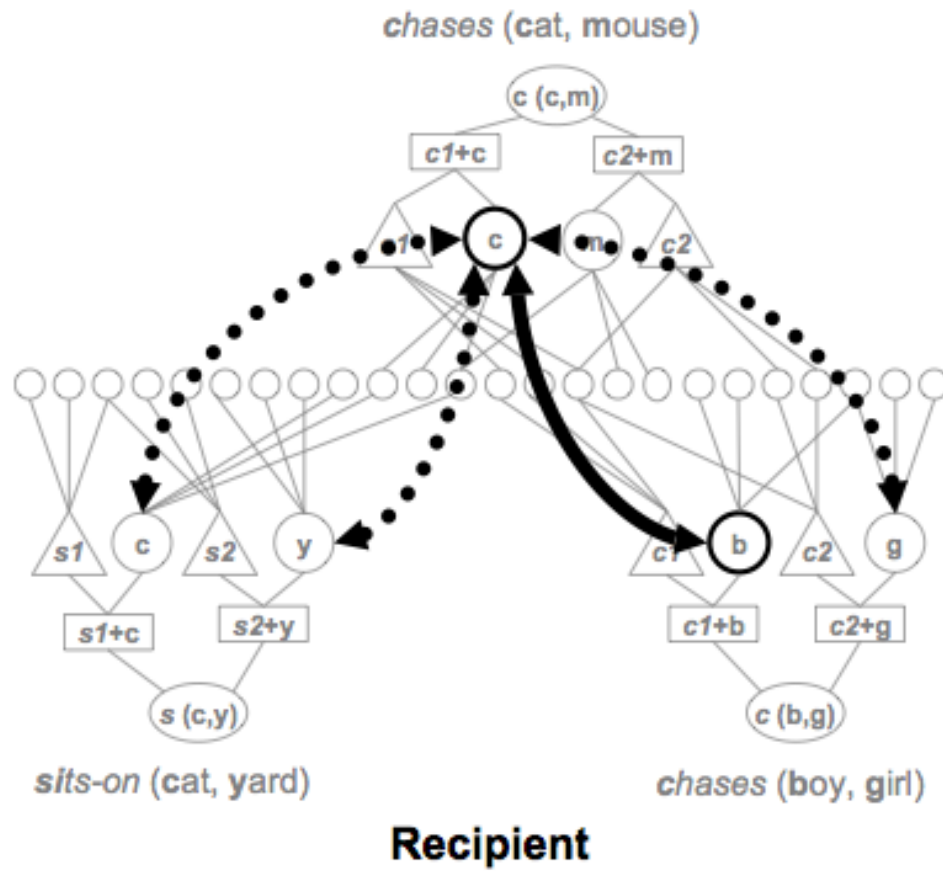 chases (cat, mouse)
c (c,m)
c1+c c2+m
c1 c m c2
s1 c s2 y c1 b c2 g
s1+c s2+y c1+b c2+g
s (c,y) c (b,g)
sits-on (cat, yard) chases (boy, girl)
Recipient